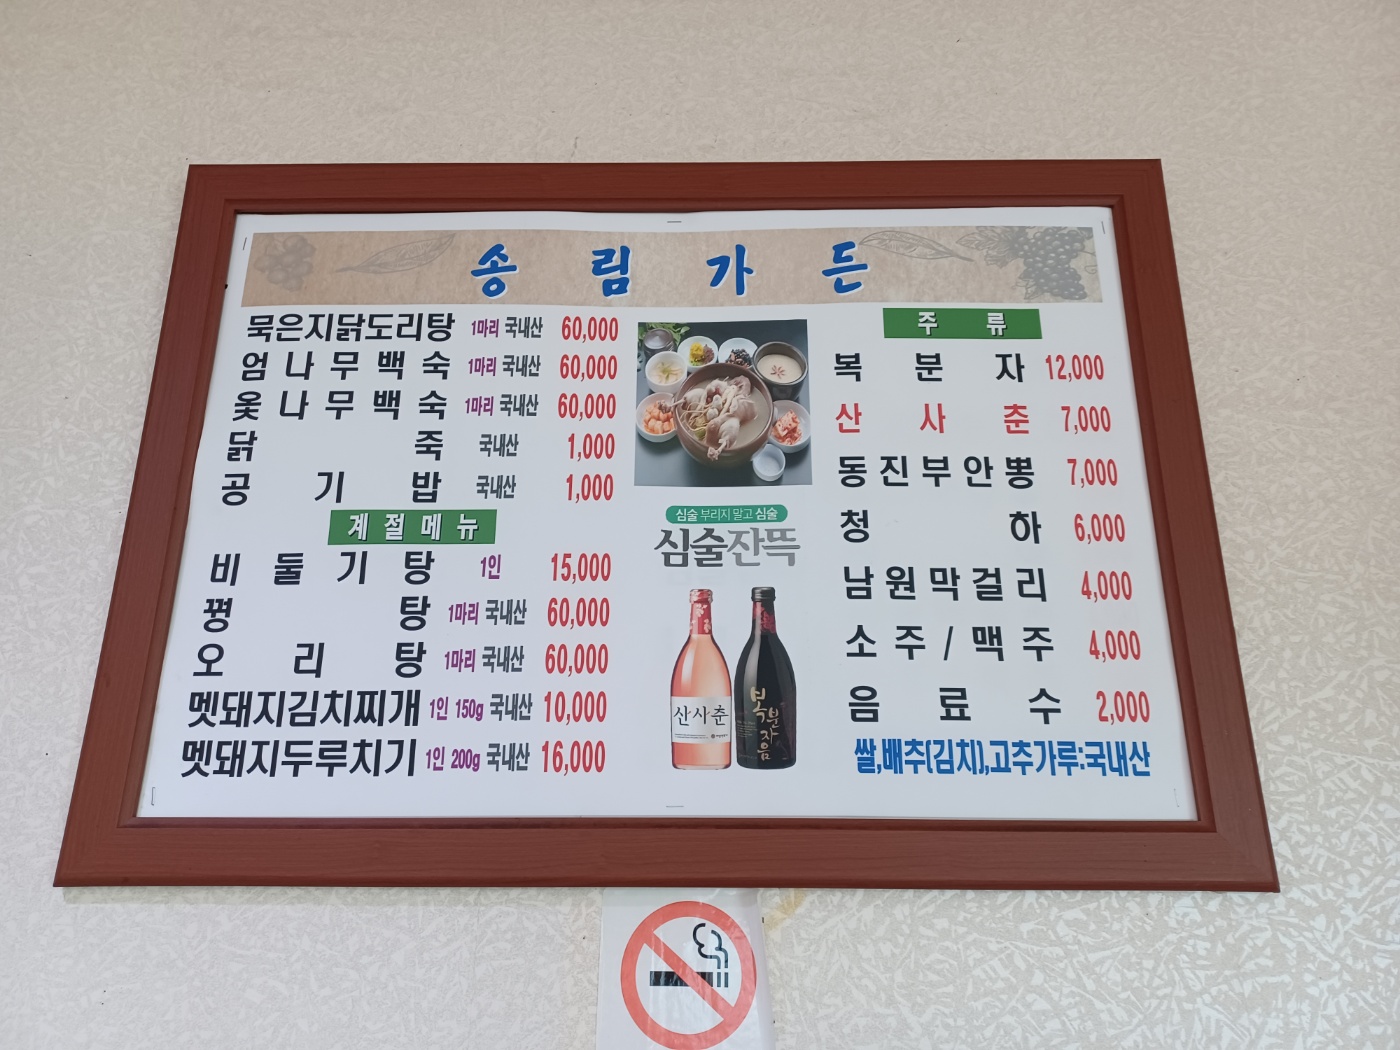 송림가든
묵은지닭도리탕 1마리 국내산 60,000
엄나무백숙 1마리 국내산 60,000
옻나무백숙 1마리 국내산 60,000
닭죽 국내산 1,000
공기밥 국내산 1,000
계절메뉴
비둘기탕 1인 15,000
꿩탕 1마리 국내산 60,000
오리탕 1마리 국내산 60,000
멧돼지김치찌개 1인 150g 국내산 10,000
멧돼지두루치기 1인 200g 국내산 16,000
심술 부리지 말고 심술
심술잔뜩
산사춘
복분자음
주류
복분자 12,000
산사춘 7,000
동진부안뽕 7,000
청하 6,000
남원막걸리 4,000
소주/맥주 4,000
음료수 2,000
쌀,배추(김치),고추가루:국내산